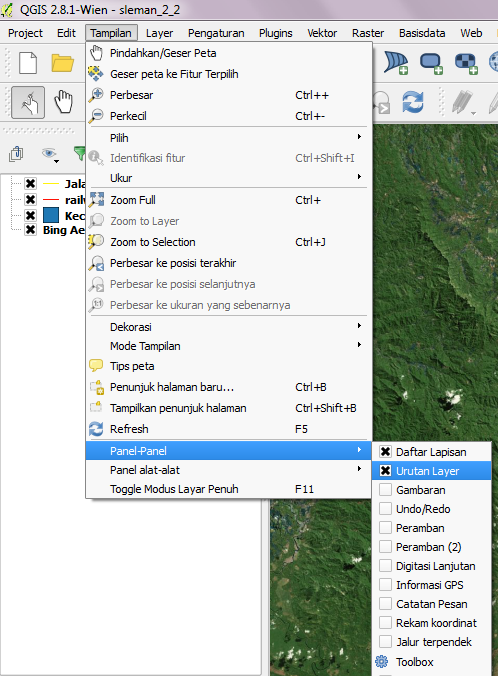 QGIS 2.8.1-Wien - sleman_2_2
Project Edit Tampilan Layer Pengaturan Plugins Vektor Raster Basisdata Web
Pindahkan/Geser Peta
Geser peta ke Fitur Terpilih
Perbesar Ctrl++
Perkecil Ctrl+-
Pilih
Identifikasi fitur Ctrl+Shift+I
Ukur
Zoom Full Ctrl+
Zoom to Layer
Zoom to Selection Ctrl+J
Perbesar ke posisi terakhir
Perbesar ke posisi selanjutnya
Perbesar ke ukuran yang sebenarnya
Dekorasi
Mode Tampilan
Tips peta
Penunjuk halaman baru... Ctrl+B
Tampilkan penunjuk halaman Ctrl+Shift+B
Refresh F5
Panel-Panel
Panel alat-alat
Toggle Modus Layar Penuh F11
Jala
railw
Kec
Bing Ae
Daftar Lapisan
Urutan Layer
Gambaran
Undo/Redo
Peramban
Peramban (2)
Digitasi Lanjutan
Informasi GPS
Catatan Pesan
Rekam koordinat
Jalur terpendek
Toolbox